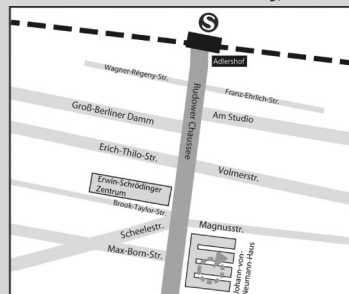 S
Adlershof
Wagner-Régeny-Str.
Franz-Ehrlich-Str.
Rudower Chaussee
Groß-Berliner Damm
Am Studio
Erich-Thilo-Str.
Volmerstr.
Erwin-Schrödinger
Zentrum
Brook-Taylor-Str.
Magnusstr.
Scheelestr.
Max-Born-Str.
Johann-von-
Neumann-Haus